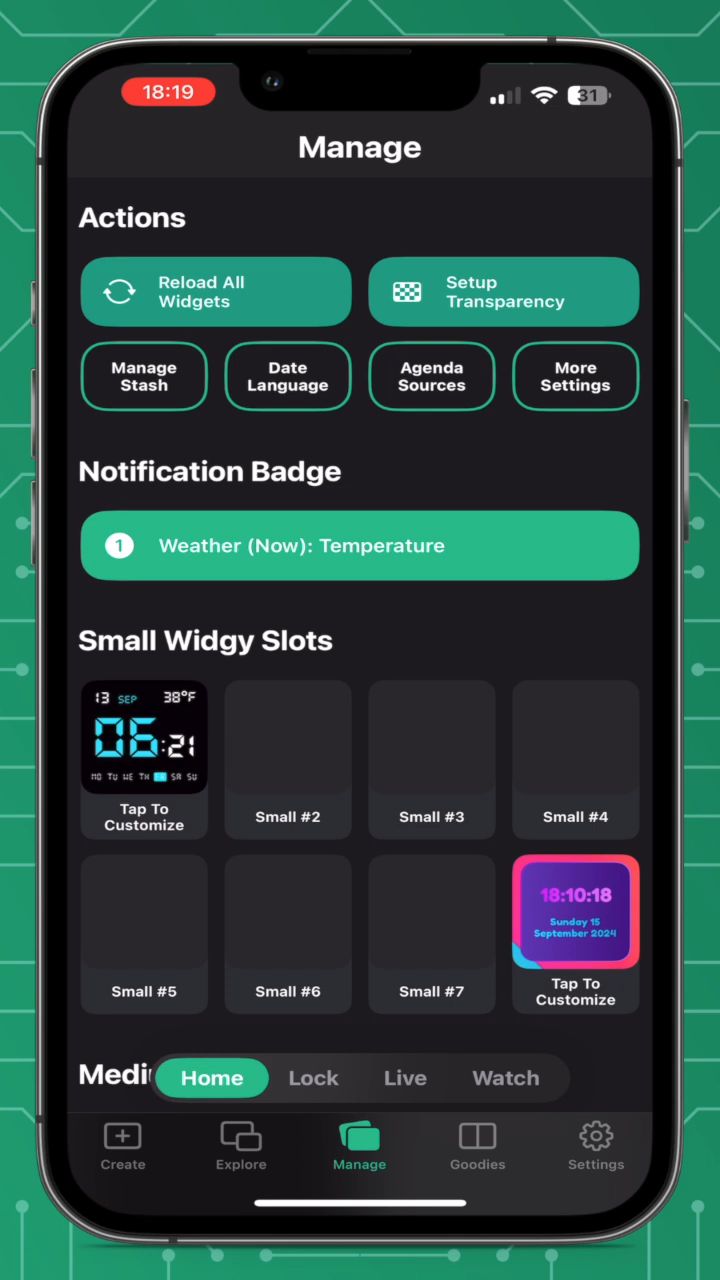 18:19
31
Manage
Actions
Reload All
Widgets
Setup
Transparency
Manage
Stash
Date
Language
Agenda
Sources
More
Settings
Notification Badge
1
Weather (Now): Temperature
Small Widgy Slots
13 SEP 38°F
06:21
MO TU WE TH FR SA SU
Tap To
Customize
Small #2
Small #3
Small #4
Small #5
Small #6
Small #7
18:10:18
Sunday 15
September 2024
Tap To
Customize
Home
Lock
Live
Watch
Create
Explore
Manage
Goodies
Settings